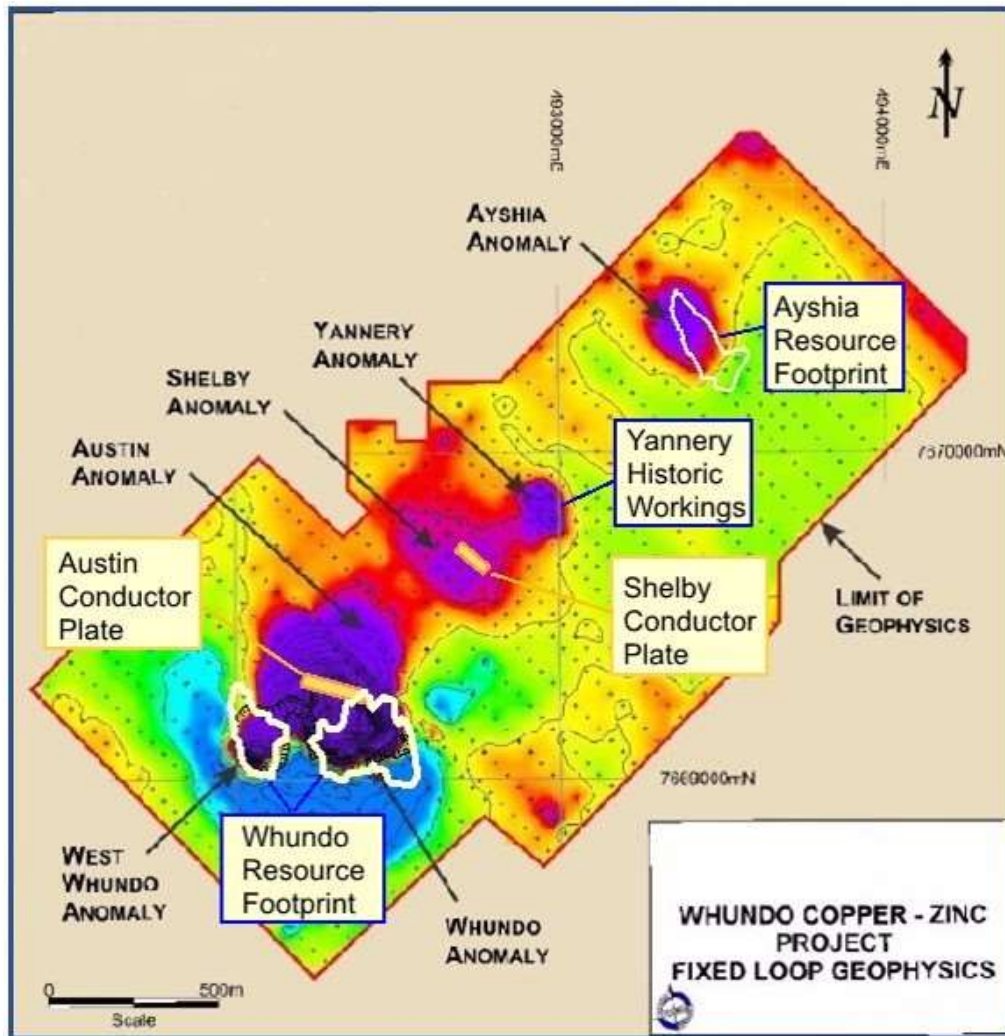 N
493000mE
494000mE
AYSHIA
ANOMALY
Ayshia
Resource
Footprint
YANNERY
ANOMALY
SHELBY
ANOMALY
Yannery
Historic
Workings
7670000mN
AUSTIN
ANOMALY
Austin
Conductor
Plate
Shelby
Conductor
Plate
LIMIT OF
GEOPHYSICS
7669000mN
Whundo
Resource
Footprint
WEST
WHUNDO
ANOMALY
WHUNDO
ANOMALY
WHUNDO COPPER - ZINC
PROJECT
FIXED LOOP GEOPHYSICS
0 500m
Scale